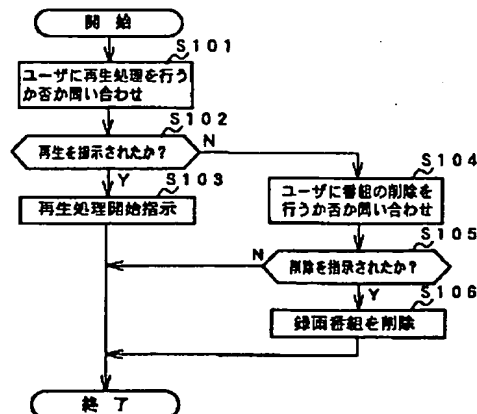 開 始
S101
ユーザに再生処理を行う
か否か問い合わせ
S102
再生を指示されたか?
N
Y
S103
再生処理開始指示
S104
ユーザに番組の削除を
行うか否か問い合わせ
S105
削除を指示されたか?
N
Y
S106
録画番組を削除
終 了